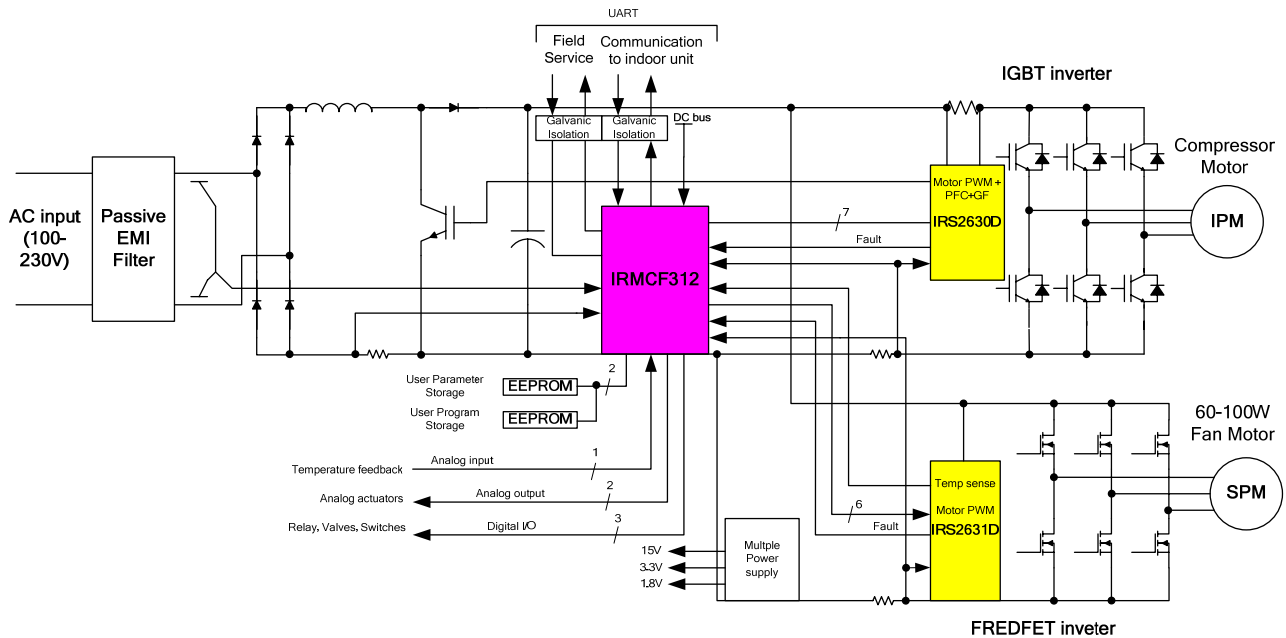 UART
Field
Service
Communication
to indoor unit
IGBT inverter
Galvanic
Isolation
Galvanic
Isolation
DC bus
Compressor
Motor
AC input
(100-
230V)
Passive
EMI
Filter
Motor PWM +
PFC+GF
IRS2630D
IPM
7
Fault
IRMCF312
User Parameter
Storage
EEPROM
2
User Program
Storage
EEPROM
60-100W
Fan Motor
Temperature feedback
Analog input
1
Analog actuators
Analog output
2
Relay, Valves, Switches
Digital I/O
3
Temp sense
6
Motor PWM
Fault
IRS2631D
SPM
15V
3.3V
1.8V
Multple
Power
supply
FREDFET inveter